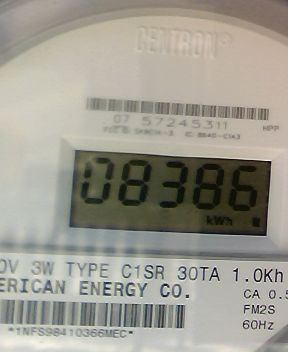 CENTRON®
07 57245311
HPP
08386
kWh
0V 3W TYPE C1SR 30TA 1.0Kh
ERICAN ENERGY CO.
CA 0.5
FM2S
60Hz
*1NFS98410366MEC*